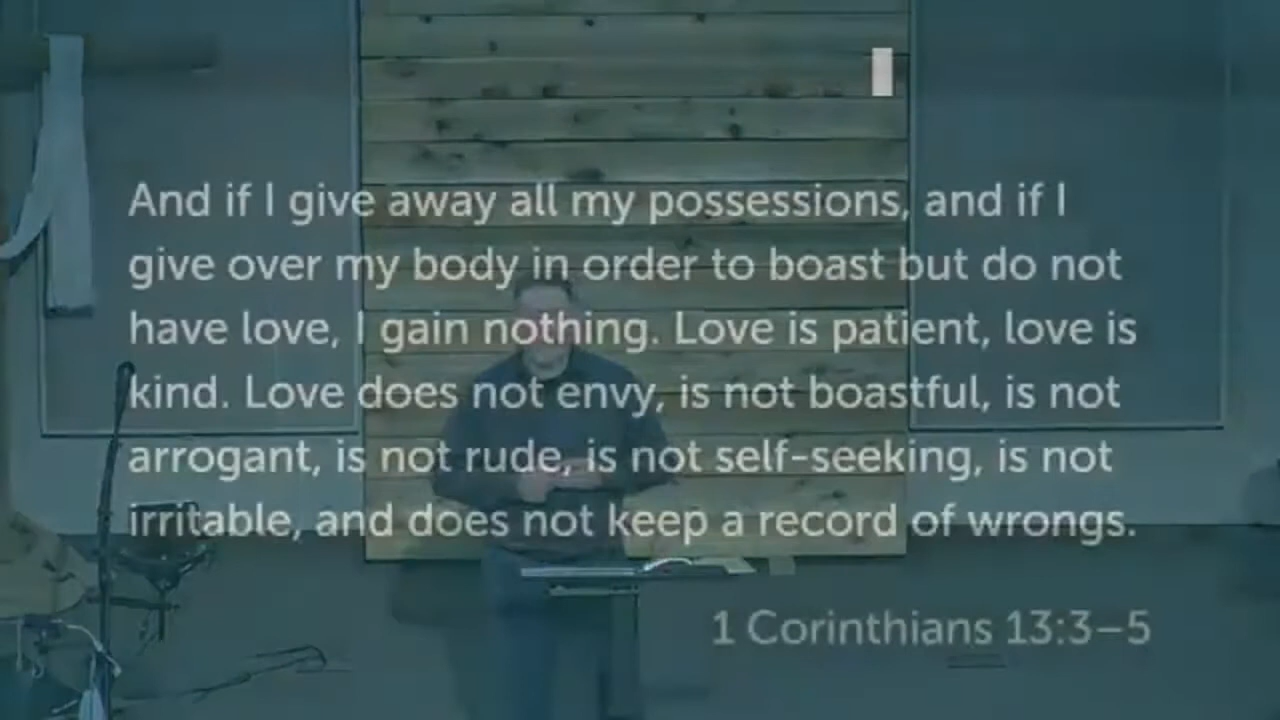 And if I give away all my possessions, and if I
give over my body in order to boast but do not
have love, I gain nothing. Love is patient, love is
kind. Love does not envy, is not boastful, is not
arrogant, is not rude, is not self-seeking, is not
irritable, and does not keep a record of wrongs.
1 Corinthians 13:3–5